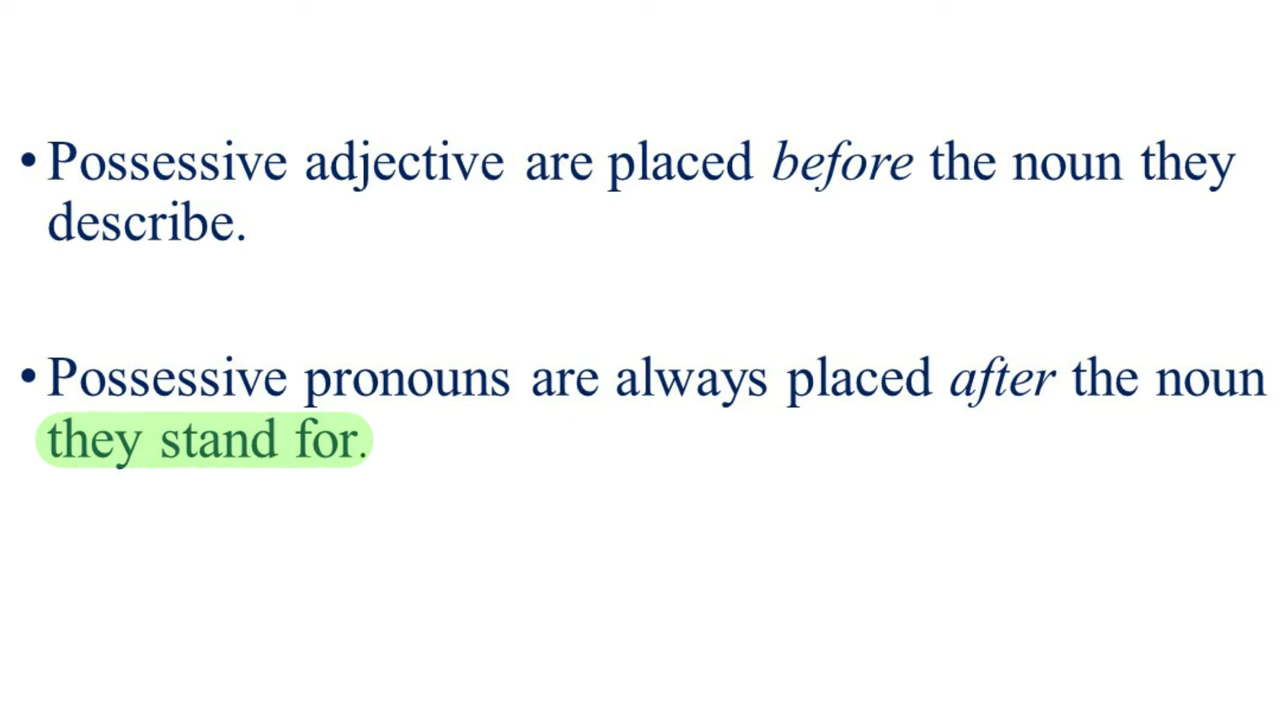 • Possessive adjective are placed before the noun they
describe.
• Possessive pronouns are always placed after the noun
they stand for.